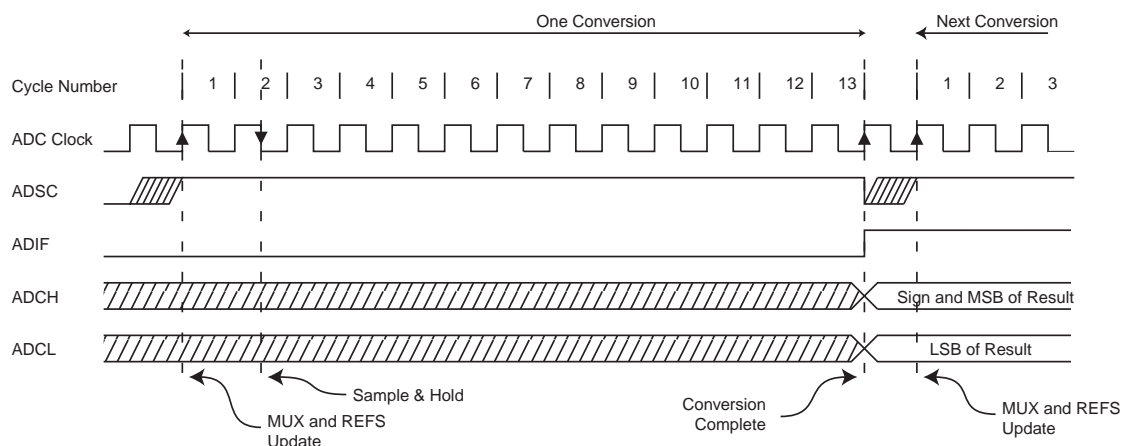 One Conversion Next Conversion
Cycle Number 1 2 3 4 5 6 7 8 9 10 11 12 13 1 2 3
ADC Clock
ADSC
ADIF
ADCH Sign and MSB of Result
ADCL LSB of Result
Sample & Hold
MUX and REFS
Update
Conversion
Complete
MUX and REFS
Update